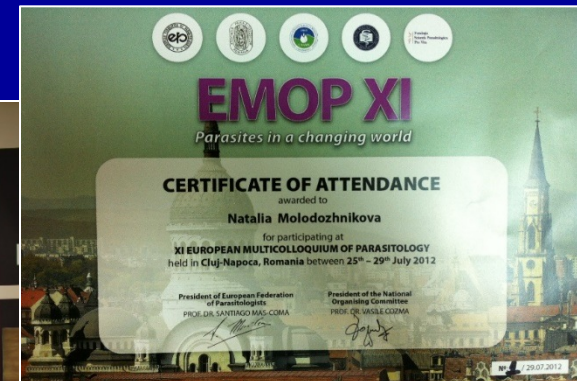 EMOP XI
Parasites in a changing world
CERTIFICATE OF ATTENDANCE
awarded to
Natalia Molodozhnikova
for participating at
XI EUROPEAN MULTICOLLOQUIUM OF PARASITOLOGY
held in Cluj-Napoca, Romania between 25th – 29th July 2012
President of European Federation
of Parasitologists
PROF. DR. SANTIAGO MAS-COMA
President of the National
Organising Committee
PROF. DR. VASILE COZMA
Nº / 29.07.2012